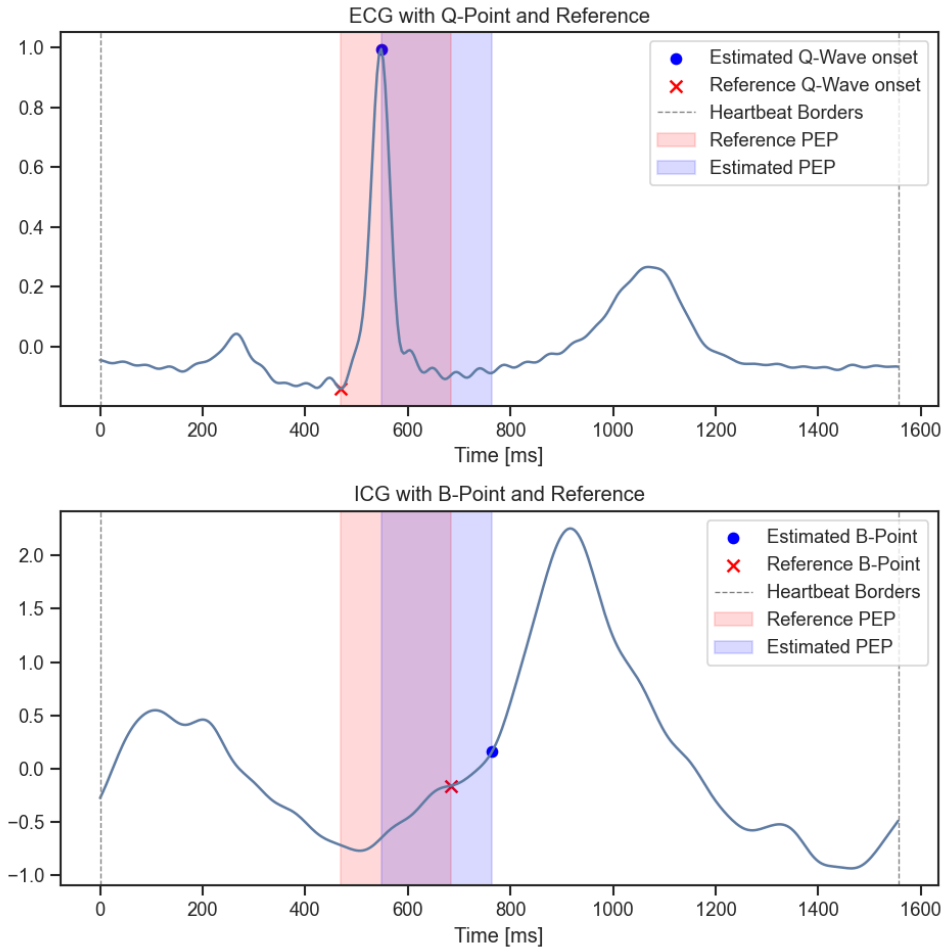 ECG with Q-Point and Reference
1.0
0.8
0.6
0.4
0.2
0.0
Estimated Q-Wave onset
Reference Q-Wave onset
Heartbeat Borders
Reference PEP
Estimated PEP
0 200 400 600 800 1000 1200 1400 1600
Time [ms]
ICG with B-Point and Reference
2.0
1.5
1.0
0.5
0.0
−0.5
−1.0
Estimated B-Point
Reference B-Point
Heartbeat Borders
Reference PEP
Estimated PEP
0 200 400 600 800 1000 1200 1400 1600
Time [ms]